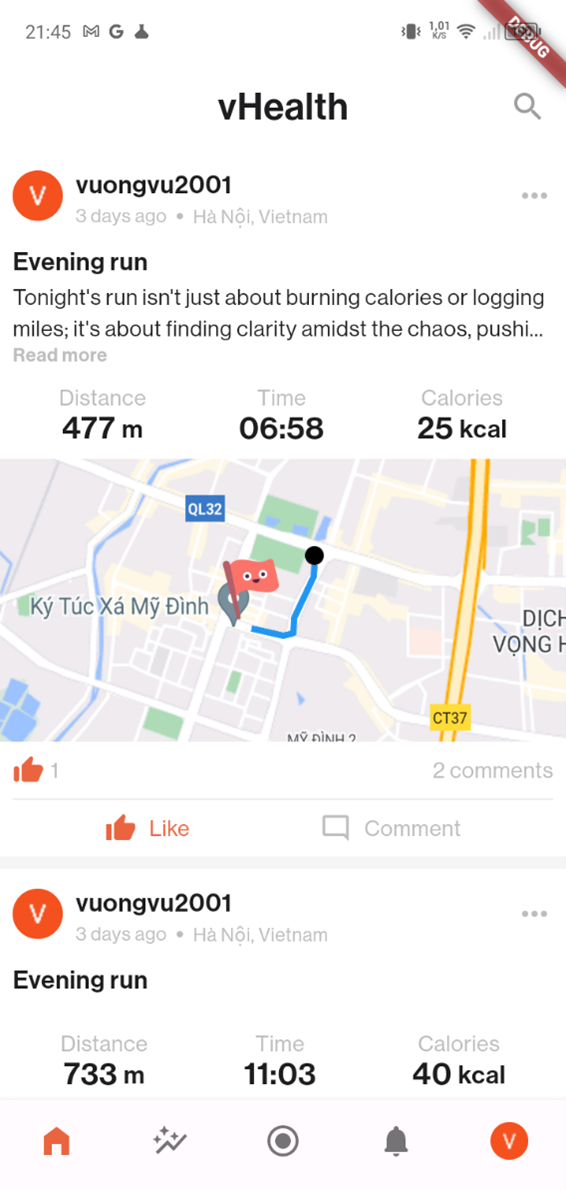 21:45
1,01
K/S
DEBUG
vHealth
V
vuongvu2001
3 days ago • Hà Nội, Vietnam
Evening run
Tonight's run isn't just about burning calories or logging
miles; it's about finding clarity amidst the chaos, pushi...
Read more
Distance Time Calories
477 m 06:58 25 kcal
QL32
Ký Túc Xá Mỹ Đình
DỊCH
VỌNG H
CT37
MỸ ĐÌNH 2
1 2 comments
Like Comment
V
vuongvu2001
3 days ago • Hà Nội, Vietnam
Evening run
Distance Time Calories
733 m 11:03 40 kcal
V